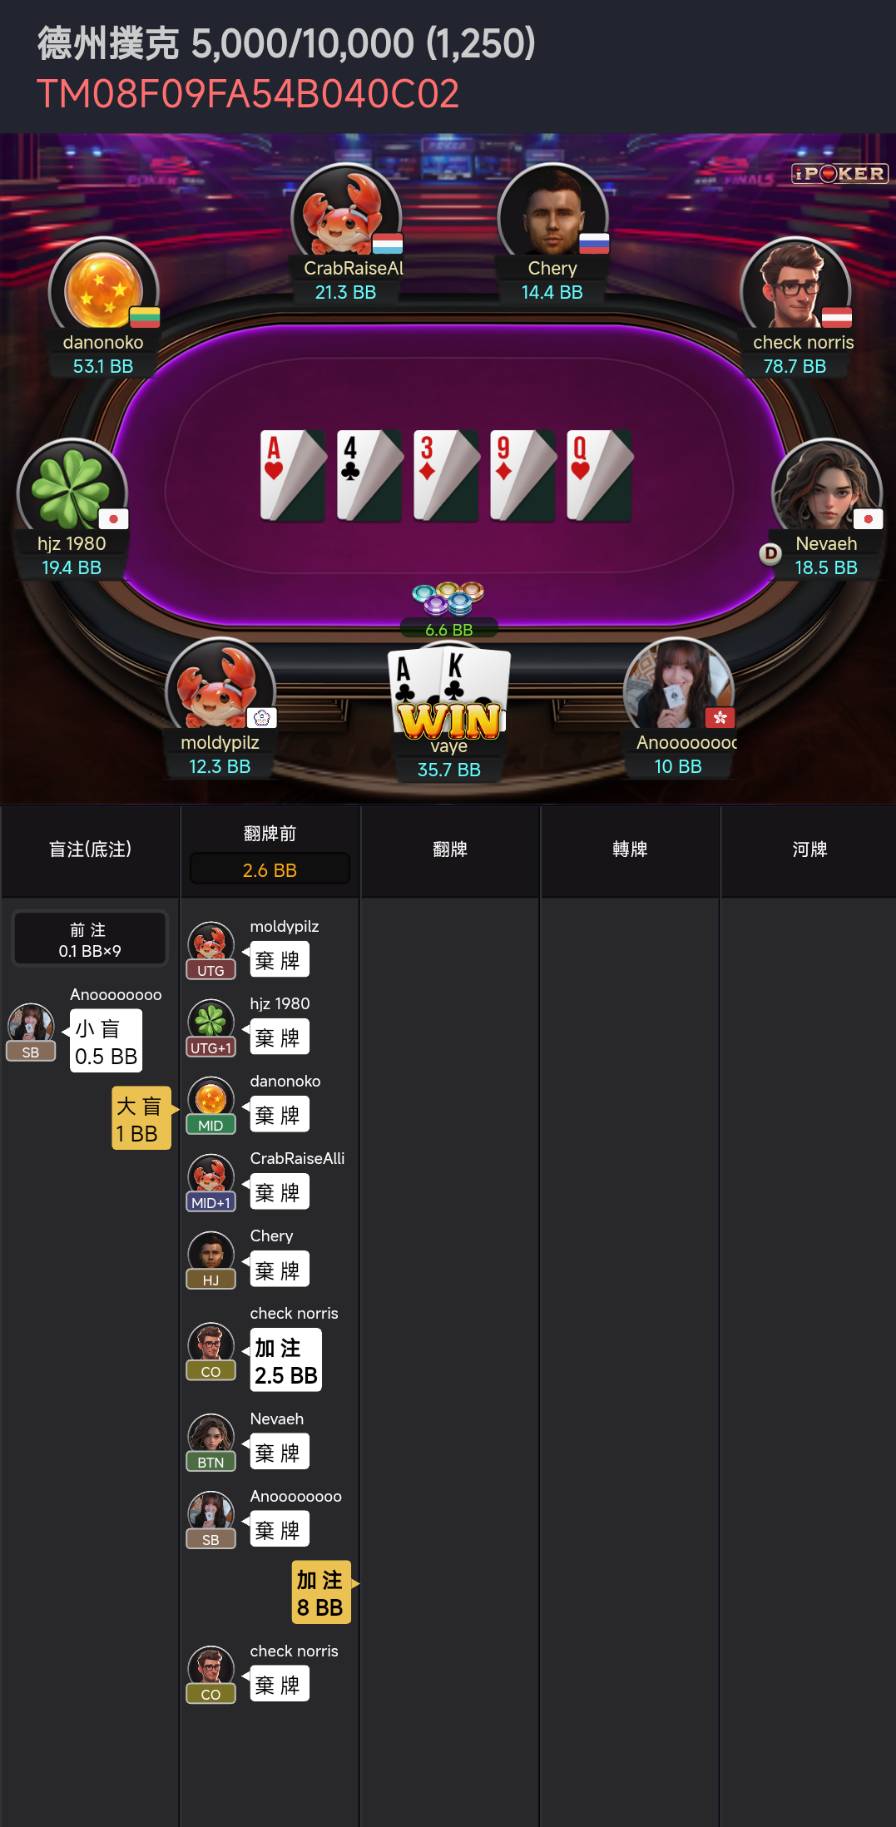 德州撲克 5,000/10,000 (1,250)
TM08F09FA54B040C02
iPOKER
CrabRaiseAl
21.3 BB
Chery
14.4 BB
danonoko
53.1 BB
check norris
78.7 BB
A
4
3
9
Q
hjz 1980
19.4 BB
D
Nevaeh
18.5 BB
6.6 BB
A
K
WIN
moldypilz
12.3 BB
vaye
35.7 BB
Anoooooooo
10 BB
盲注(底注)
翻牌前
2.6 BB
翻牌
轉牌
河牌
前 注
0.1 BB×9
Anoooooooo
小 盲
0.5 BB
SB
大 盲
1 BB
moldypilz
棄 牌
UTG
hjz 1980
棄 牌
UTG+1
danonoko
棄 牌
MID
CrabRaiseAlli
棄 牌
MID+1
Chery
棄 牌
HJ
check norris
加 注
2.5 BB
CO
Nevaeh
棄 牌
BTN
Anoooooooo
棄 牌
SB
加 注
8 BB
check norris
棄 牌
CO